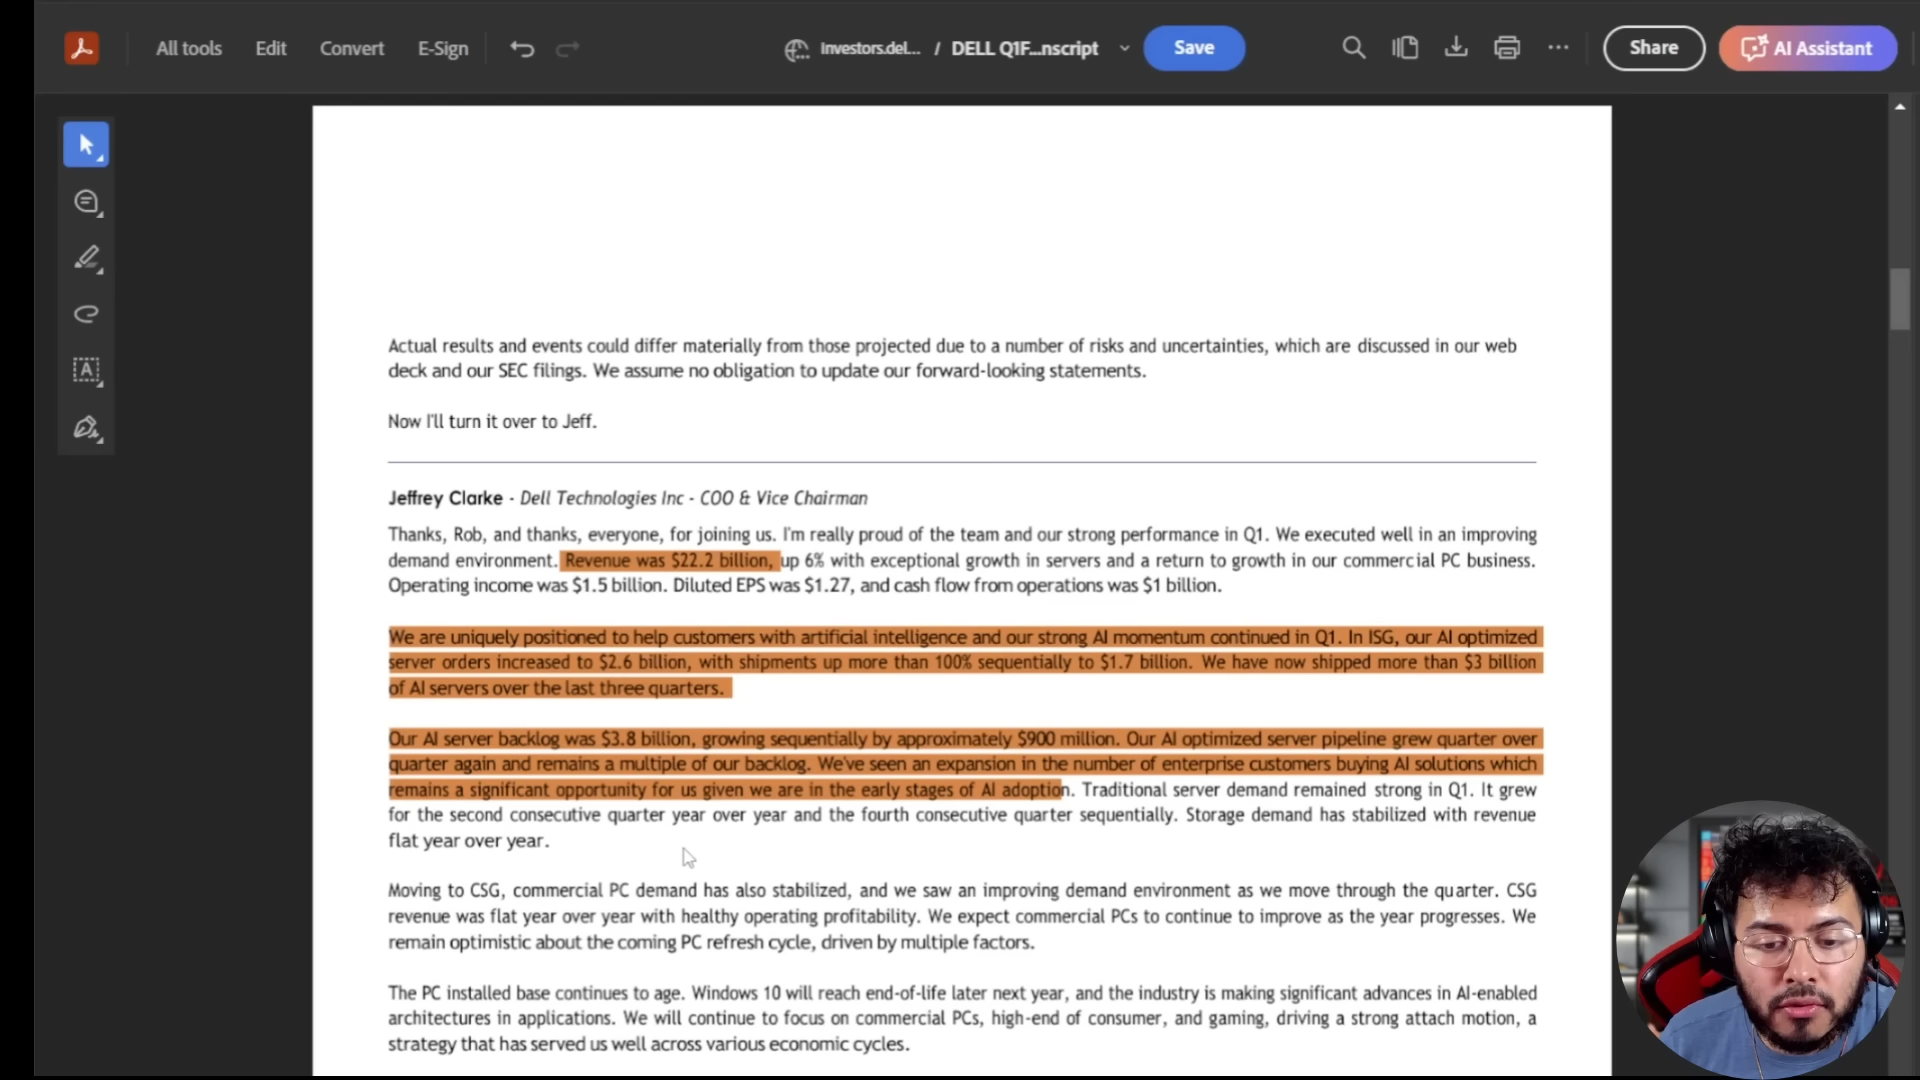 All tools Edit Convert E-Sign Investors.del... / DELL Q1F...nscript Save Share AI Assistant
Actual results and events could differ materially from those projected due to a number of risks and uncertainties, which are discussed in our web
deck and our SEC filings. We assume no obligation to update our forward-looking statements.
Now I'll turn it over to Jeff.
Jeffrey Clarke - Dell Technologies Inc - COO & Vice Chairman
Thanks, Rob, and thanks, everyone, for joining us. I'm really proud of the team and our strong performance in Q1. We executed well in an improving
demand environment. Revenue was $22.2 billion, up 6% with exceptional growth in servers and a return to growth in our commercial PC business.
Operating income was $1.5 billion. Diluted EPS was $1.27, and cash flow from operations was $1 billion.
We are uniquely positioned to help customers with artificial intelligence and our strong AI momentum continued in Q1. In ISG, our AI optimized
server orders increased to $2.6 billion, with shipments up more than 100% sequentially to $1.7 billion. We have now shipped more than $3 billion
of AI servers over the last three quarters.
Our AI server backlog was $3.8 billion, growing sequentially by approximately $900 million. Our AI optimized server pipeline grew quarter over
quarter again and remains a multiple of our backlog. We've seen an expansion in the number of enterprise customers buying AI solutions which
remains a significant opportunity for us given we are in the early stages of AI adoption. Traditional server demand remained strong in Q1. It grew
for the second consecutive quarter year over year and the fourth consecutive quarter sequentially. Storage demand has stabilized with revenue
flat year over year.
Moving to CSG, commercial PC demand has also stabilized, and we saw an improving demand environment as we move through the quarter. CSG
revenue was flat year over year with healthy operating profitability. We expect commercial PCs to continue to improve as the year progresses. We
remain optimistic about the coming PC refresh cycle, driven by multiple factors.
The PC installed base continues to age. Windows 10 will reach end-of-life later next year, and the industry is making significant advances in AI-enabled
architectures in applications. We will continue to focus on commercial PCs, high-end of consumer, and gaming, driving a strong attach motion, a
strategy that has served us well across various economic cycles.